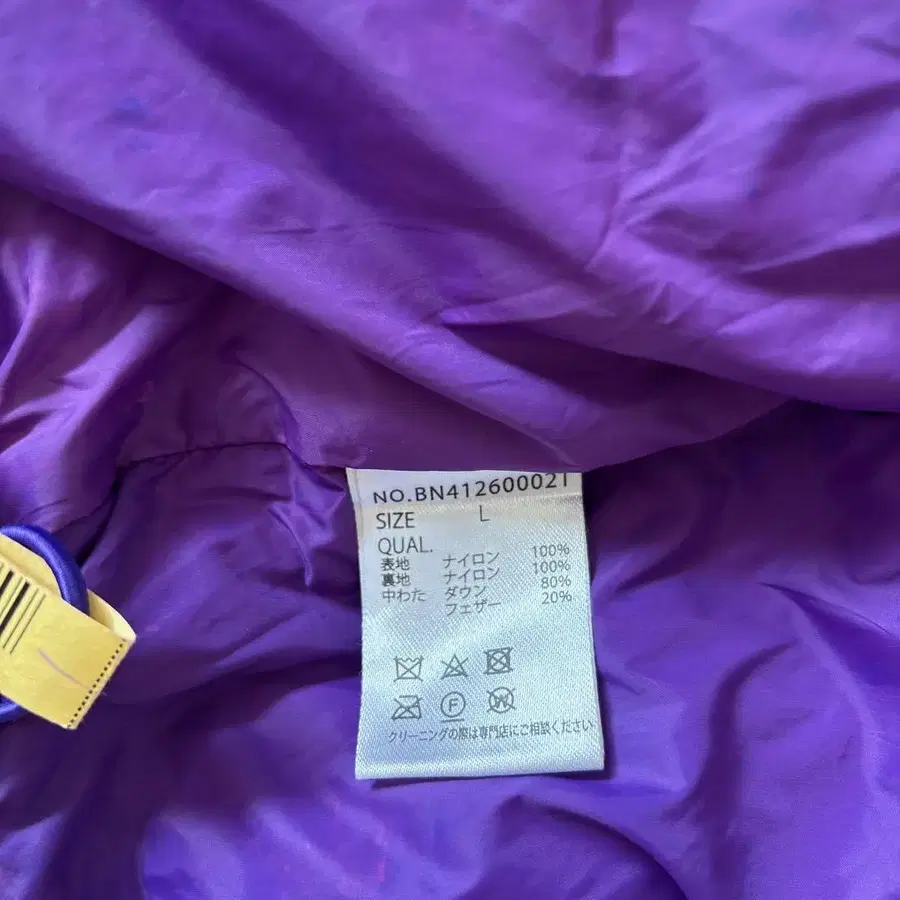 NO.BN412600021
SIZE L
QUAL.
表地 ナイロン 100%
裏地 ナイロン 100%
中わた ダウン 80%
フェザー 20%
F W
クリーニングの際は専門店にご相談ください